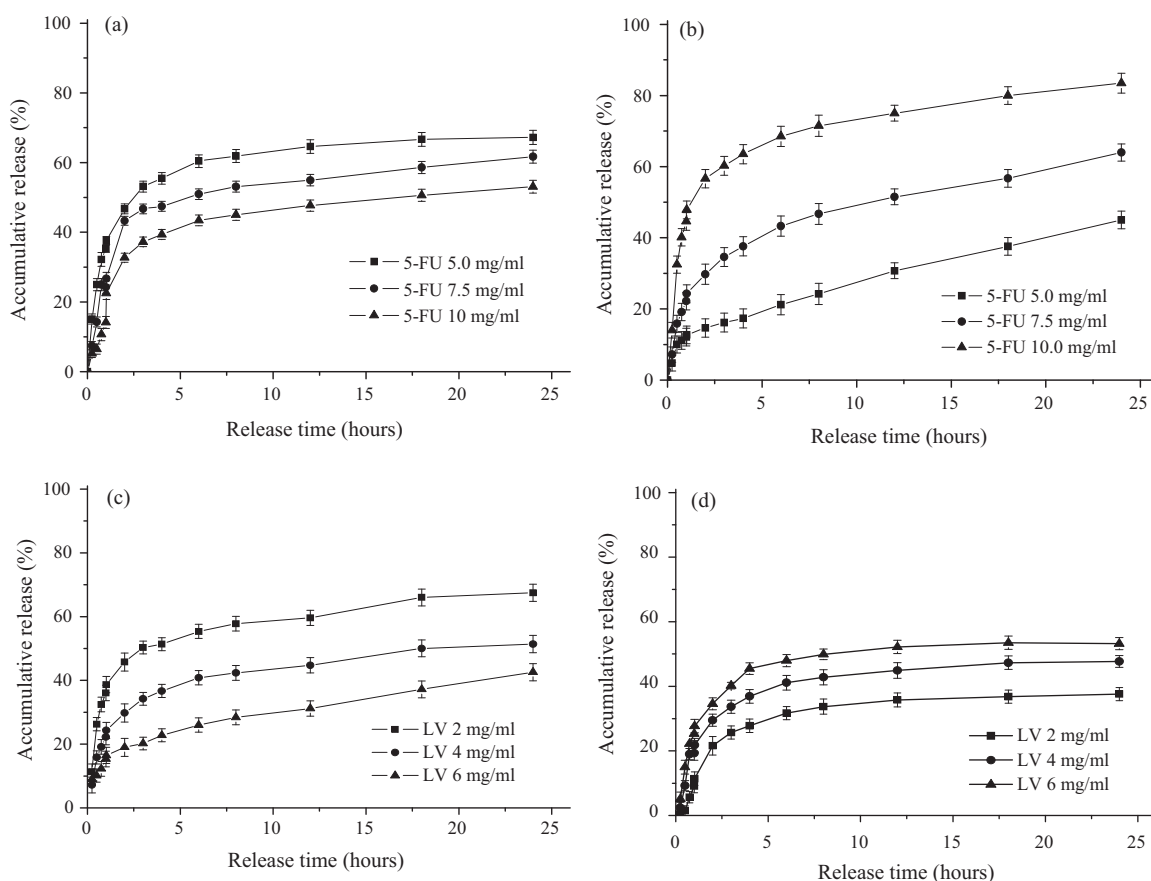 (a)
Accumulative release (%)
100
80
60
40
20
0
5-FU 5.0 mg/ml
5-FU 7.5 mg/ml
5-FU 10 mg/ml
0 5 10 15 20 25
Release time (hours)
(b)
Accumulative release (%)
100
80
60
40
20
0
5-FU 5.0 mg/ml
5-FU 7.5 mg/ml
5-FU 10.0 mg/ml
0 5 10 15 20 25
Release time (hours)
(c)
Accumulative release (%)
100
80
60
40
20
0
LV 2 mg/ml
LV 4 mg/ml
LV 6 mg/ml
0 5 10 15 20 25
Release time (hours)
(d)
Accumulative release (%)
100
80
60
40
20
0
LV 2 mg/ml
LV 4 mg/ml
LV 6 mg/ml
0 5 10 15 20 25
Release time (hours)